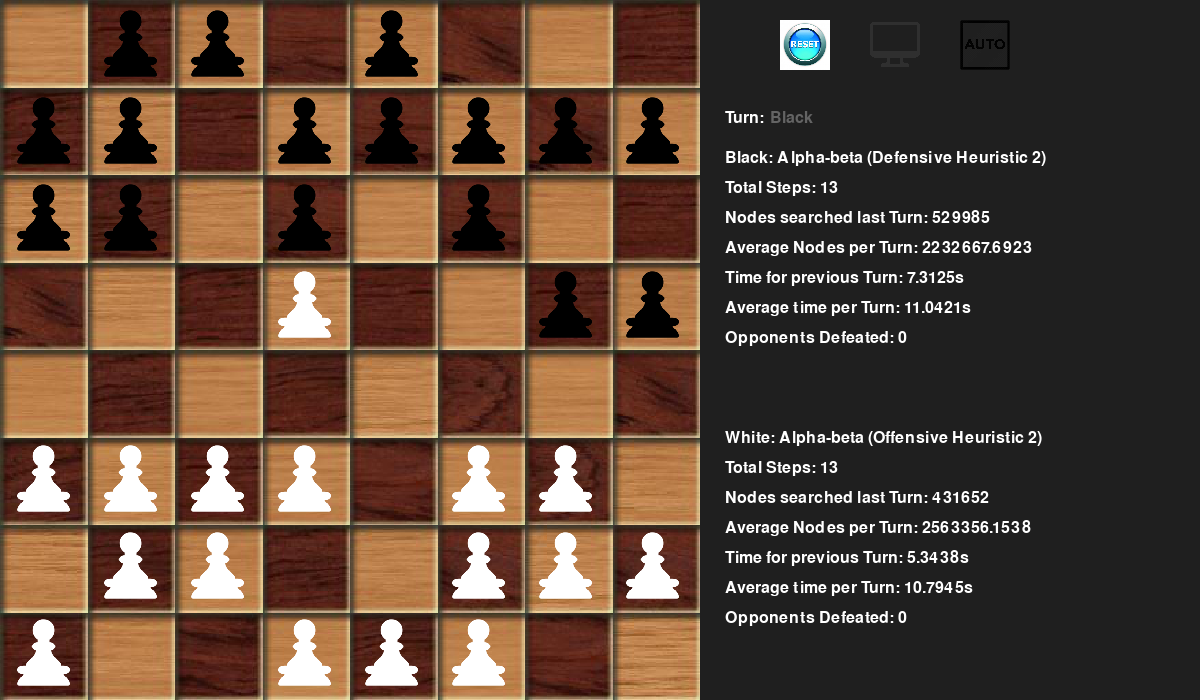 RESET
AUTO
Turn: Black
Black: Alpha-beta (Defensive Heuristic 2)
Total Steps: 13
Nodes searched last Turn: 529985
Average Nodes per Turn: 2232667.6923
Time for previous Turn: 7.3125s
Average time per Turn: 11.0421s
Opponents Defeated: 0
White: Alpha-beta (Offensive Heuristic 2)
Total Steps: 13
Nodes searched last Turn: 431652
Average Nodes per Turn: 2563356.1538
Time for previous Turn: 5.3438s
Average time per Turn: 10.7945s
Opponents Defeated: 0